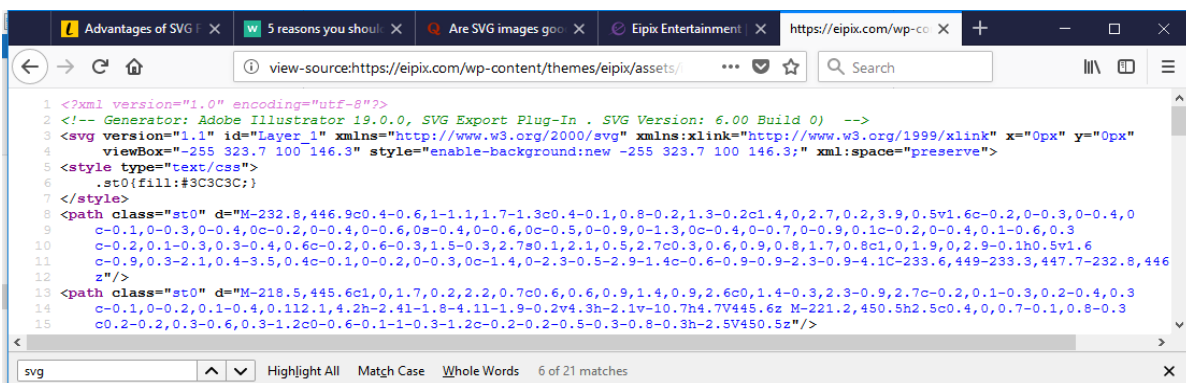 Advantages of SVG F
5 reasons you should
Are SVG images goo
Eipix Entertainment |
https://eipix.com/wp-co
view-source:https://eipix.com/wp-content/themes/eipix/assets/
Search
1 <?xml version="1.0" encoding="utf-8"?>
2 <!-- Generator: Adobe Illustrator 19.0.0, SVG Export Plug-In . SVG Version: 6.00 Build 0)  -->
3 <svg version="1.1" id="Layer_1" xmlns="http://www.w3.org/2000/svg" xmlns:xlink="http://www.w3.org/1999/xlink" x="0px" y="0px"
4 viewBox="-255 323.7 100 146.3" style="enable-background:new -255 323.7 100 146.3;" xml:space="preserve">
5 <style type="text/css">
6 .st0{fill:#3C3C3C;}
7 </style>
8 <path class="st0" d="M-232.8,446.9c0.4-0.6,1-1.1,1.7-1.3c0.4-0.1,0.8-0.2,1.3-0.2c1.4,0,2.7,0.2,3.9,0.5v1.6c-0.2,0-0.3,0-0.4,0
9 c-0.1,0-0.3,0-0.4,0c-0.2,0-0.4,0-0.6,0s-0.4,0-0.6,0c-0.5,0-0.9,0-1.3,0c-0.4,0-0.7,0-0.9,0.1c-0.2,0-0.4,0.1-0.6,0.3
10 c-0.2,0.1-0.3,0.3-0.4,0.6c-0.2,0.6-0.3,1.5-0.3,2.7s0.1,2.1,0.5,2.7c0.3,0.6,0.9,0.8,1.7,0.8c1,0,1.9,0,2.9-0.1h0.5v1.6
11 c-0.9,0.3-2.1,0.4-3.5,0.4c-0.1,0-0.2,0-0.3,0c-1.4,0-2.3-0.5-2.9-1.4c-0.6-0.9-0.9-2.3-0.9-4.1C-233.6,449-233.3,447.7-232.8,446
12 z"/>
13 <path class="st0" d="M-218.5,445.6c1,0,1.7,0.2,2.2,0.7c0.6,0.6,0.9,1.4,0.9,2.6c0,1.4-0.3,2.3-0.9,2.7c-0.2,0.1-0.3,0.2-0.4,0.3
14 c-0.1,0-0.2,0.1-0.4,0.1l2.1,4.2h-2.4l-1.8-4.1l-1.9-0.2v4.3h-2.1v-10.7h4.7V445.6z M-221.2,450.5h2.5c0.4,0,0.7-0.1,0.8-0.3
15 c0.2-0.2,0.3-0.6,0.3-1.2c0-0.6-0.1-1-0.3-1.2c-0.2-0.2-0.5-0.3-0.8-0.3h-2.5V450.5z"/>
svg
Highlight All Match Case Whole Words 6 of 21 matches